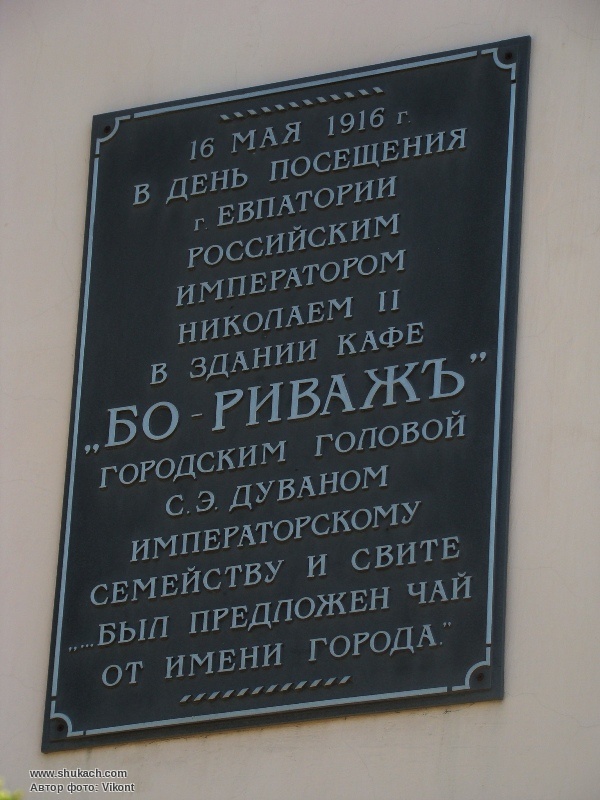 16 МАЯ 1916 г.
В ДЕНЬ ПОСЕЩЕНИЯ
г. ЕВПАТОРИИ
РОССИЙСКИМ
ИМПЕРАТОРОМ
НИКОЛАЕМ II
В ЗДАНИИ КАФЕ
„БО-РИВАЖЪ”
ГОРОДСКИМ ГОЛОВОЙ
С.Э. ДУВАНОМ
ИМПЕРАТОРСКОМУ
СЕМЕЙСТВУ И СВИТЕ
„...БЫЛ ПРЕДЛОЖЕН ЧАЙ
ОТ ИМЕНИ ГОРОДА.”
www.shukach.com
Автор фото: Vikont